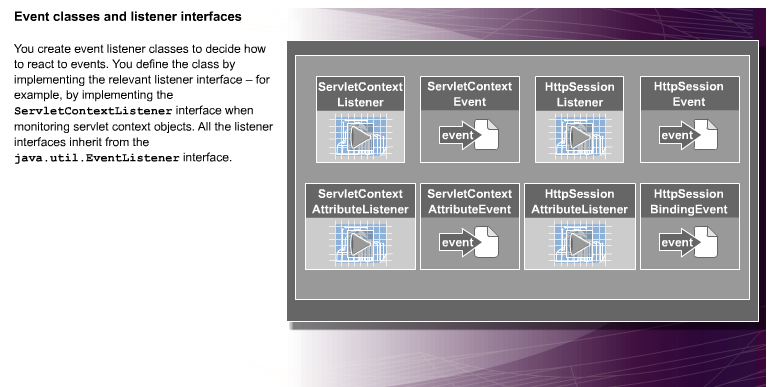 Event classes and listener interfaces
You create event listener classes to decide how
to react to events. You define the class by
implementing the relevant listener interface – for
example, by implementing the
ServletContextListener interface when
monitoring servlet context objects. All the listener
interfaces inherit from the
java.util.EventListener interface.
ServletContext
Listener
ServletContext
Event
event
HttpSession
Listener
HttpSession
Event
event
ServletContext
AttributeListener
ServletContext
AttributeEvent
event
HttpSession
AttributeListener
HttpSession
BindingEvent
event